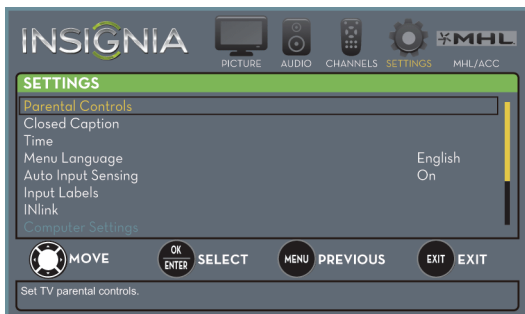 INSIGNIA
PICTURE AUDIO CHANNELS SETTINGS MHL MHL/ACC
SETTINGS
Parental Controls
Closed Caption
Time
Menu Language English
Auto Input Sensing On
Input Labels
INlink
Computer Settings
MOVE OK ENTER SELECT MENU PREVIOUS EXIT EXIT
Set TV parental controls.